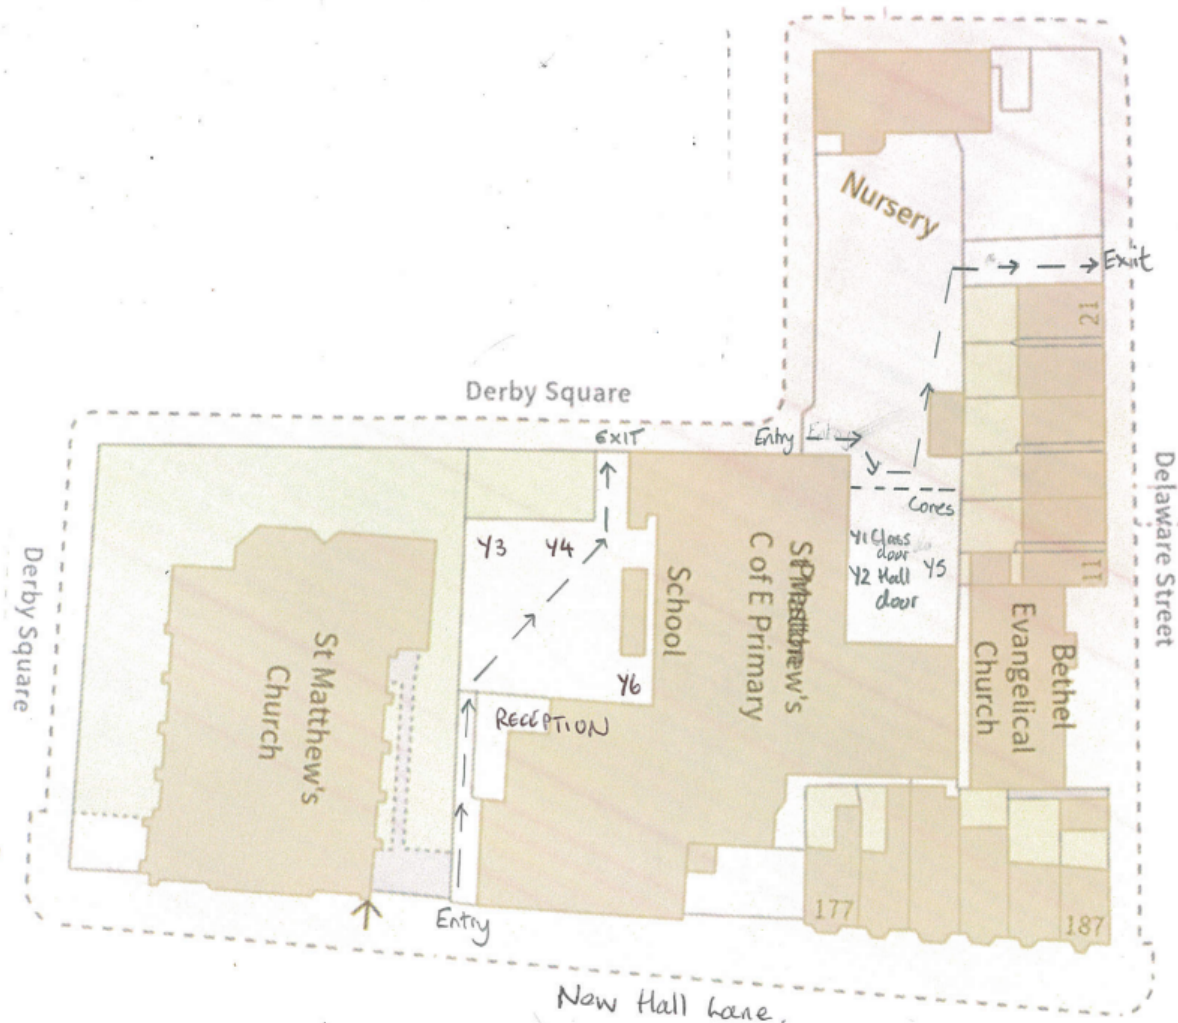 Nursery
Exit
21
Derby Square
EXIT
Entry
Cones
Y3
Y4
Y1 Class
door
Y2 Hall
door
Y5
11
School
C of E Primary
Derby Square
Delaware Street
St Matthew's
Church
Bethel
Evangelical
Church
Y6
RECEPTION
177
187
Entry
New Hall Lane.